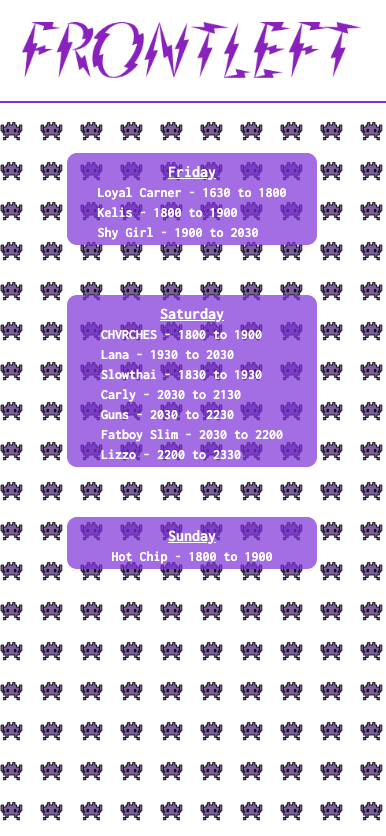 FRONTLEFT
Friday
Loyal Carner - 1630 to 1800
Kelis - 1800 to 1900
Shy Girl - 1900 to 2030
Saturday
CHVRCHES - 1800 to 1900
Lana - 1930 to 2030
Slowthai - 1830 to 1930
Carly - 2030 to 2130
Guns - 2030 to 2230
Fatboy Slim - 2030 to 2200
Lizzo - 2200 to 2330
Sunday
Hot Chip - 1800 to 1900